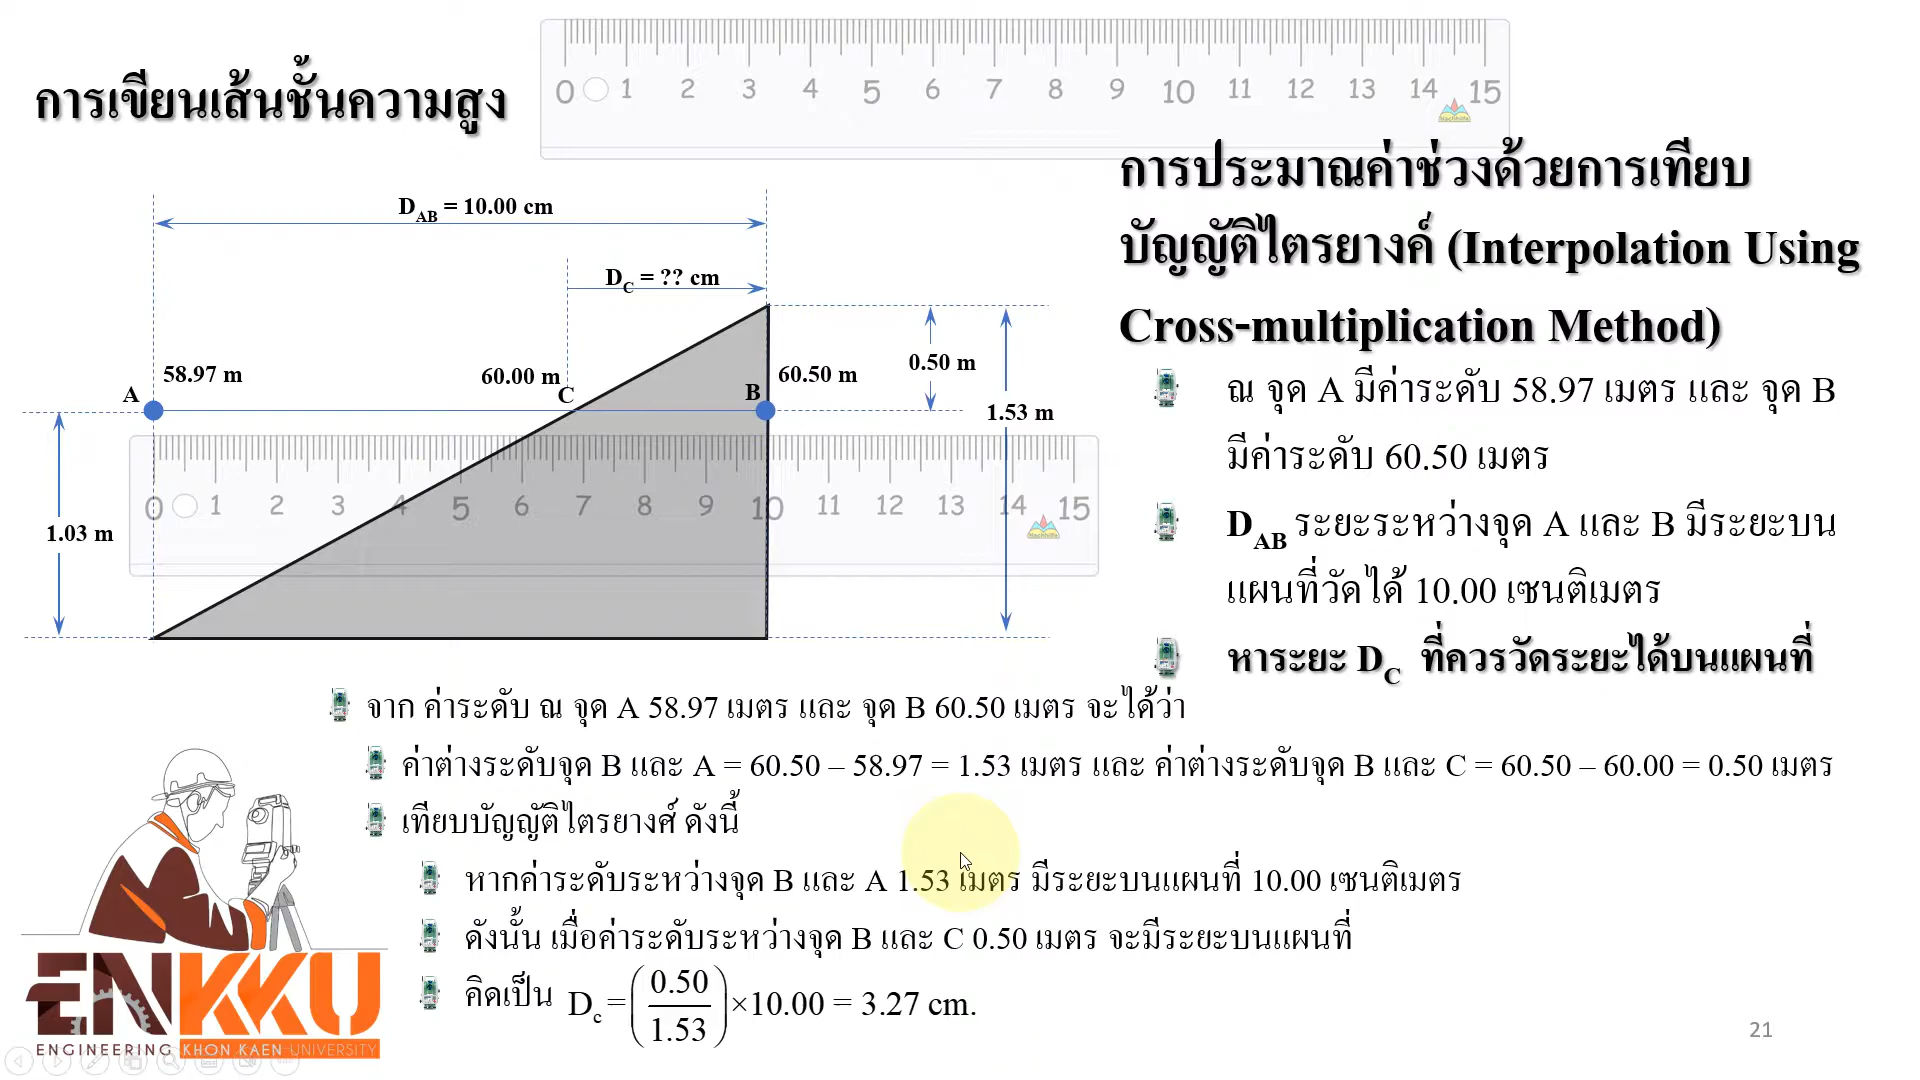 การเขียนเส้นชั้นความสูง
0 1 2 3 4 5 6 7 8 9 10 11 12 13 14 15
Nachhilfe
การประมาณค่าช่วงด้วยการเทียบ
บัญญัติไตรยางค์ (Interpolation Using
Cross-multiplication Method)
D_AB = 10.00 cm
D_C = ?? cm
58.97 m
60.00 m
60.50 m
0.50 m
A
C
B
1.53 m
1.03 m
0 1 2 3 4 5 6 7 8 9 10 11 12 13 14 15
Nachhilfe
ณ จุด A มีค่าระดับ 58.97 เมตร และ จุด B
มีค่าระดับ 60.50 เมตร
D_AB ระยะระหว่างจุด A และ B มีระยะบน
แผนที่วัดได้ 10.00 เซนติเมตร
หาระยะ D_C ที่ควรวัดระยะได้บนแผนที่
จาก ค่าระดับ ณ จุด A 58.97 เมตร และ จุด B 60.50 เมตร จะได้ว่า
ค่าต่างระดับจุด B และ A = 60.50 – 58.97 = 1.53 เมตร และ ค่าต่างระดับจุด B และ C = 60.50 – 60.00 = 0.50 เมตร
เทียบบัญญัติไตรยางศ์ ดังนี้
หากค่าระดับระหว่างจุด B และ A 1.53 เมตร มีระยะบนแผนที่ 10.00 เซนติเมตร
ดังนั้น เมื่อค่าระดับระหว่างจุด B และ C 0.50 เมตร จะมีระยะบนแผนที่
คิดเป็น D_c = (0.50/1.53) × 10.00 = 3.27 cm.
ENKKU
ENGINEERING KHON KAEN UNIVERSITY
21